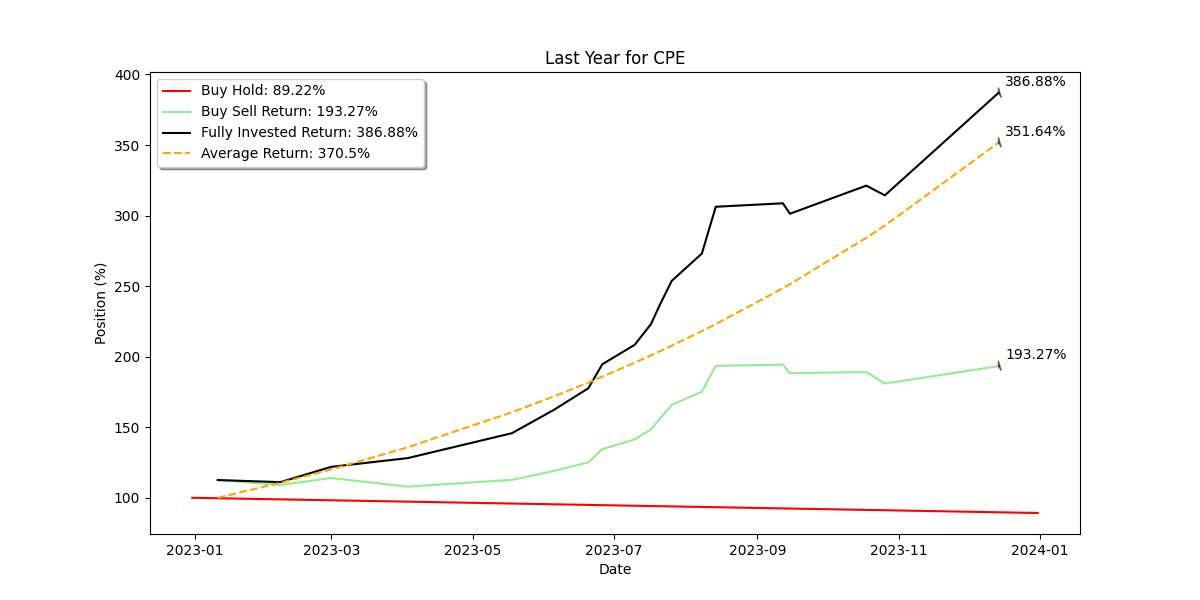 Last Year for CPE
400
350
300
250
200
150
100
Position (%)
Buy Hold: 89.22%
Buy Sell Return: 193.27%
Fully Invested Return: 386.88%
Average Return: 370.5%
386.88%
351.64%
193.27%
2023-01
2023-03
2023-05
2023-07
2023-09
2023-11
2024-01
Date